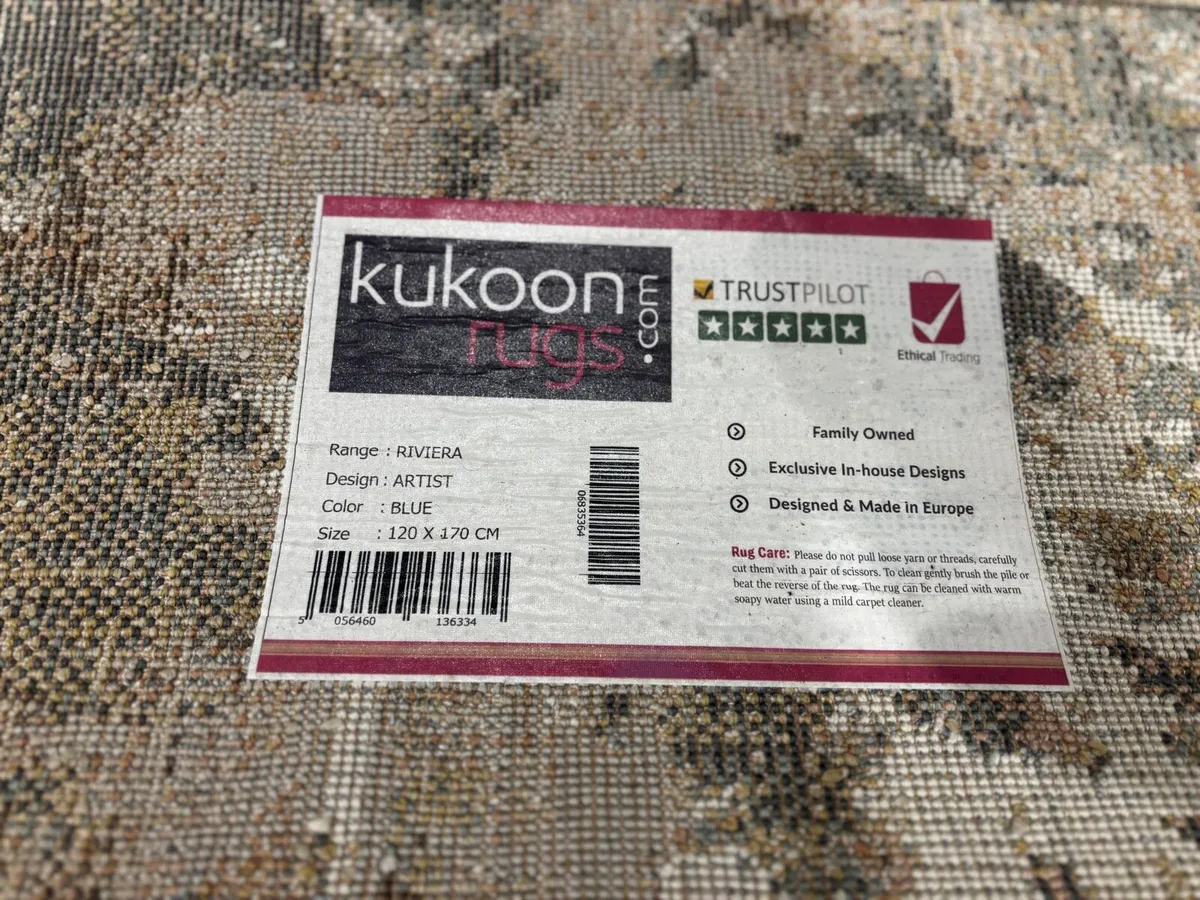 kukoon
rugs
.com
TRUSTPILOT
Ethical Trading
Range : RIVIERA
Design : ARTIST
Color : BLUE
Size : 120 X 170 CM
5 056460 136334
06835364
Family Owned
Exclusive In-house Designs
Designed & Made in Europe
Rug Care: Please do not pull loose yarn or threads, carefully
cut them with a pair of scissors. To clean gently brush the pile or
beat the reverse of the rug. The rug can be cleaned with warm
soapy water using a mild carpet cleaner.